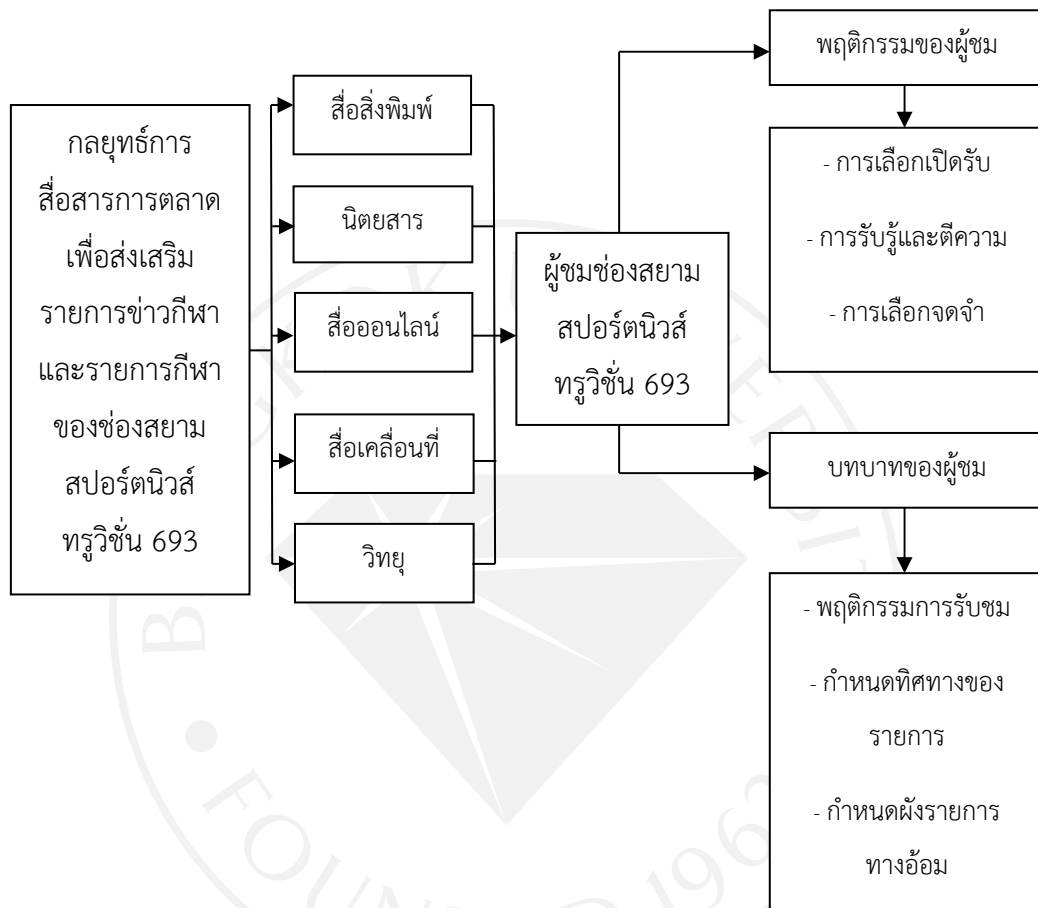 กลยุทธ์การ
สื่อสารการตลาด
เพื่อส่งเสริม
รายการข่าวกีฬา
และรายการกีฬา
ของช่องสยาม
สปอร์ตนิวส์
ทรูวิชั่น 693
สื่อสิ่งพิมพ์
นิตยสาร
สื่อออนไลน์
สื่อเคลื่อนที่
วิทยุ
ผู้ชมช่องสยาม
สปอร์ตนิวส์
ทรูวิชั่น 693
พฤติกรรมของผู้ชม
- การเลือกเปิดรับ
- การรับรู้และตีความ
- การเลือกจดจำ
บทบาทของผู้ชม
- พฤติกรรมการรับชม
- กำหนดทิศทางของ
รายการ
- กำหนดผังรายการ
ทางอ้อม